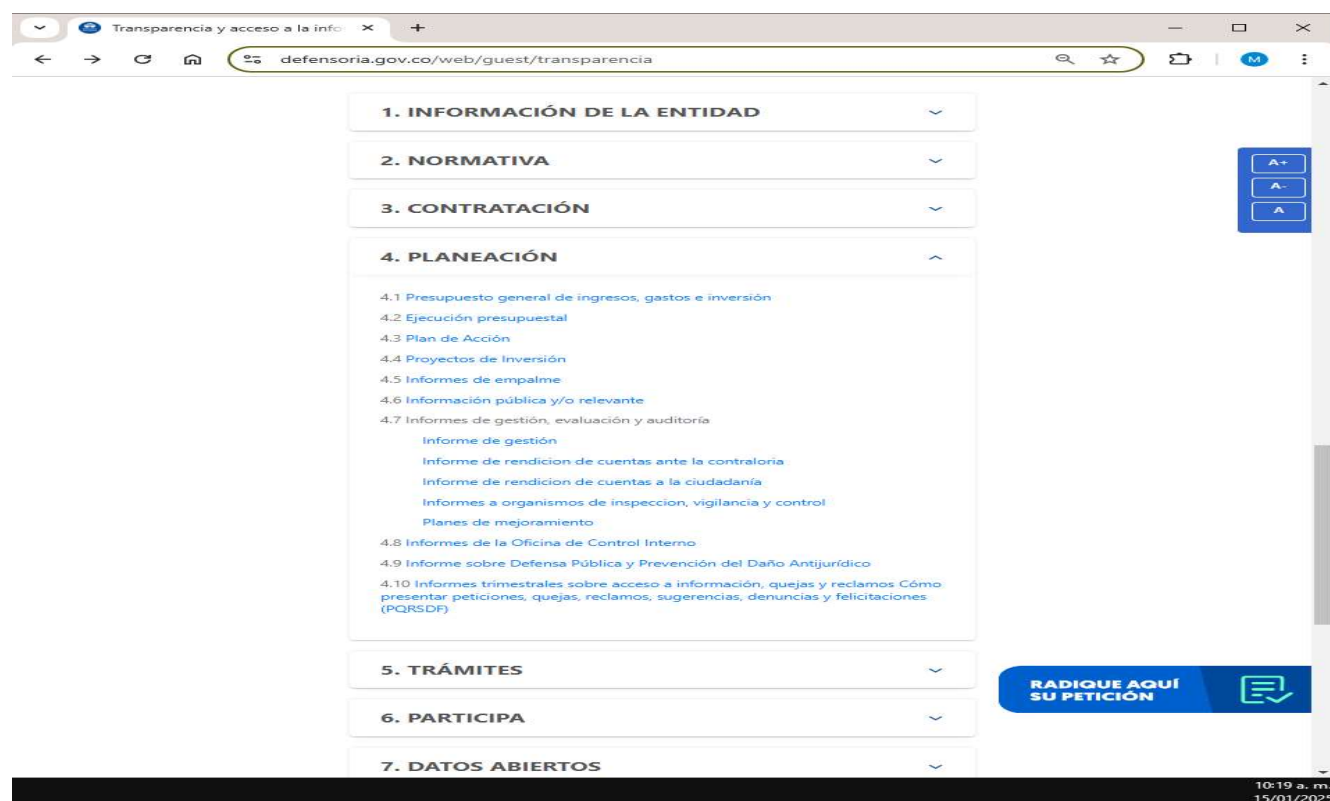 Transparencia y acceso a la info
defensoria.gov.co/web/guest/transparencia
M
1. INFORMACIÓN DE LA ENTIDAD
2. NORMATIVA
3. CONTRATACIÓN
4. PLANEACIÓN
4.1 Presupuesto general de ingresos, gastos e inversión
4.2 Ejecución presupuestal
4.3 Plan de Acción
4.4 Proyectos de Inversión
4.5 Informes de empalme
4.6 Información pública y/o relevante
4.7 Informes de gestión, evaluación y auditoría
Informe de gestión
Informe de rendicion de cuentas ante la contraloria
Informe de rendicion de cuentas a la ciudadanía
Informes a organismos de inspeccion, vigilancia y control
Planes de mejoramiento
4.8 Informes de la Oficina de Control Interno
4.9 Informe sobre Defensa Pública y Prevención del Daño Antijurídico
4.10 Informes trimestrales sobre acceso a información, quejas y reclamos Cómo
presentar peticiones, quejas, reclamos, sugerencias, denuncias y felicitaciones
(PQRSDF)
5. TRÁMITES
6. PARTICIPA
7. DATOS ABIERTOS
A+
A-
A
RADIQUE AQUÍ
SU PETICIÓN
10:19 a. m.
15/01/2025